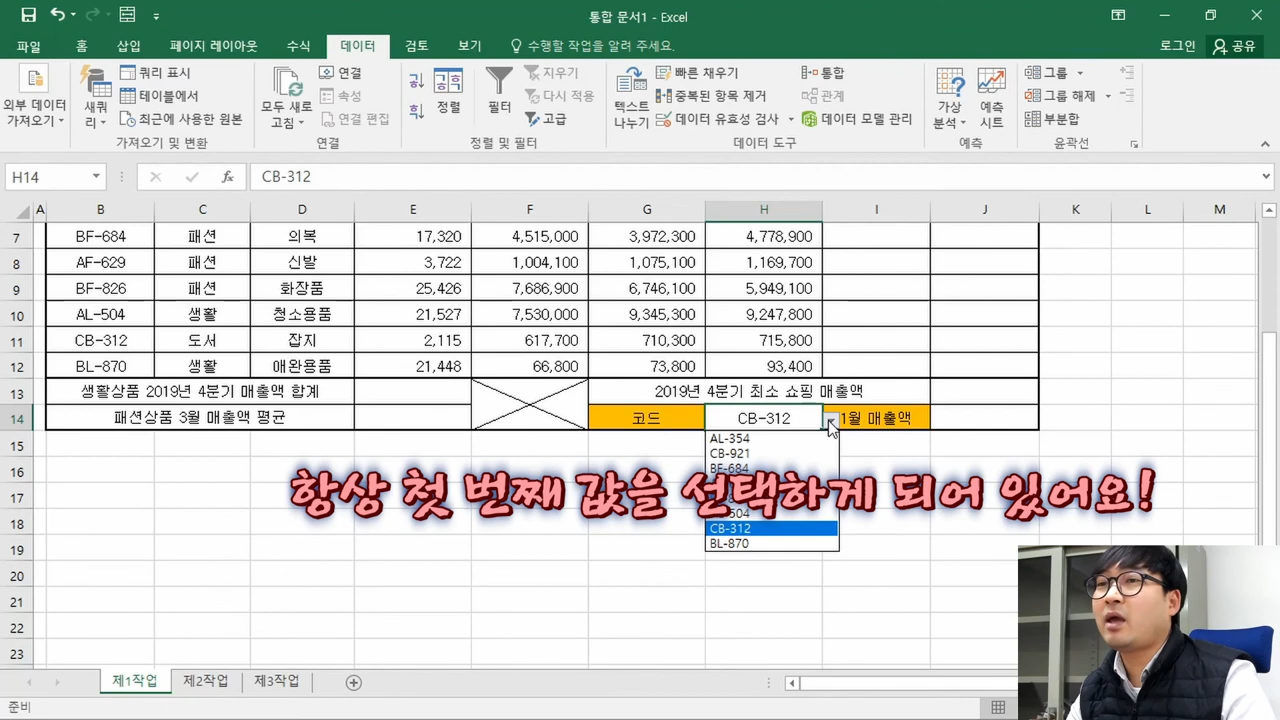 통합 문서1 - Excel
파일 홈 삽입 페이지 레이아웃 수식 데이터 검토 보기 수행할 작업을 알려 주세요. 로그인 공유
외부 데이터
가져오기
새쿼
리
쿼리 표시
테이블에서
최근에 사용한 원본
가져오기 및 변환
모두 새로
고침
연결
속성
연결 편집
연결
정렬
필터
지우기
다시 적용
고급
정렬 및 필터
텍스트
나누기
빠른 채우기
중복된 항목 제거
데이터 유효성 검사
통합
관계
데이터 모델 관리
데이터 도구
가상
분석
예측
시트
예측
그룹
그룹 해제
부분합
윤곽선
H14 fx CB-312
A B C D E F G H I J K L M
7 BF-684 패션 의복 17,320 4,515,000 3,972,300 4,778,900
8 AF-629 패션 신발 3,722 1,004,100 1,075,100 1,169,700
9 BF-826 패션 화장품 25,426 7,686,900 6,746,100 5,949,100
10 AL-504 생활 청소용품 21,527 7,530,000 9,345,300 9,247,800
11 CB-312 도서 잡지 2,115 617,700 710,300 715,800
12 BL-870 생활 애완용품 21,448 66,800 73,800 93,400
13 생활상품 2019년 4분기 매출액 합계 2019년 4분기 최소 쇼핑 매출액
14 패션상품 3월 매출액 평균 코드 CB-312 1월 매출액
15
AL-354
CB-921
BF-684
16
항상 첫 번째 값을 선택하게 되어 있어요!
17
504
18
CB-312
19
BL-870
20
21
22
23
제1작업 제2작업 제3작업
준비